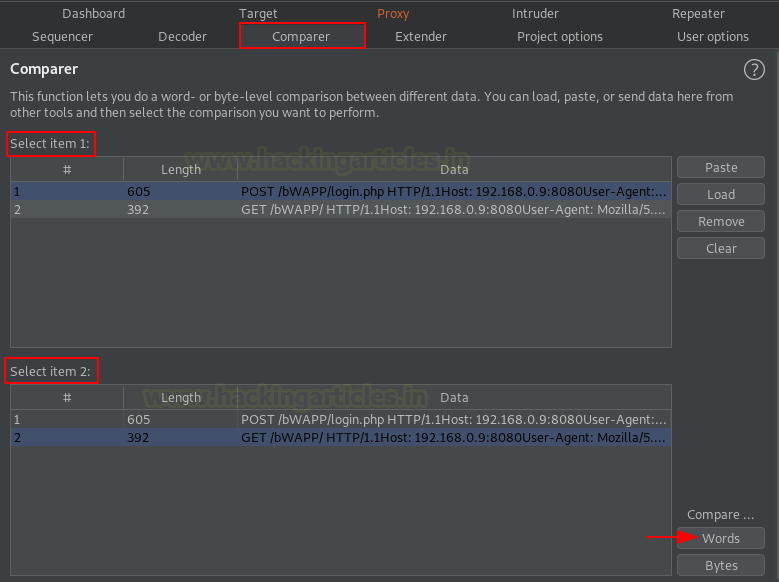 Dashboard Target Proxy Intruder Repeater
Sequencer Decoder Comparer Extender Project options User options
Comparer ?
This function lets you do a word- or byte-level comparison between different data. You can load, paste, or send data here from
other tools and then select the comparison you want to perform.
Select item 1:
www.hackingarticles.in
# Length Data Paste
1 605 POST /bWAPP/login.php HTTP/1.1Host: 192.168.0.9:8080User-Agent:...
Load
2 392 GET /bWAPP/ HTTP/1.1Host: 192.168.0.9:8080User-Agent: Mozilla/5....
Remove
Clear
Select item 2:
www.hackingarticles.in
# Length Data
1 605 POST /bWAPP/login.php HTTP/1.1Host: 192.168.0.9:8080User-Agent:...
2 392 GET /bWAPP/ HTTP/1.1Host: 192.168.0.9:8080User-Agent: Mozilla/5....
Compare ...
Words
Bytes